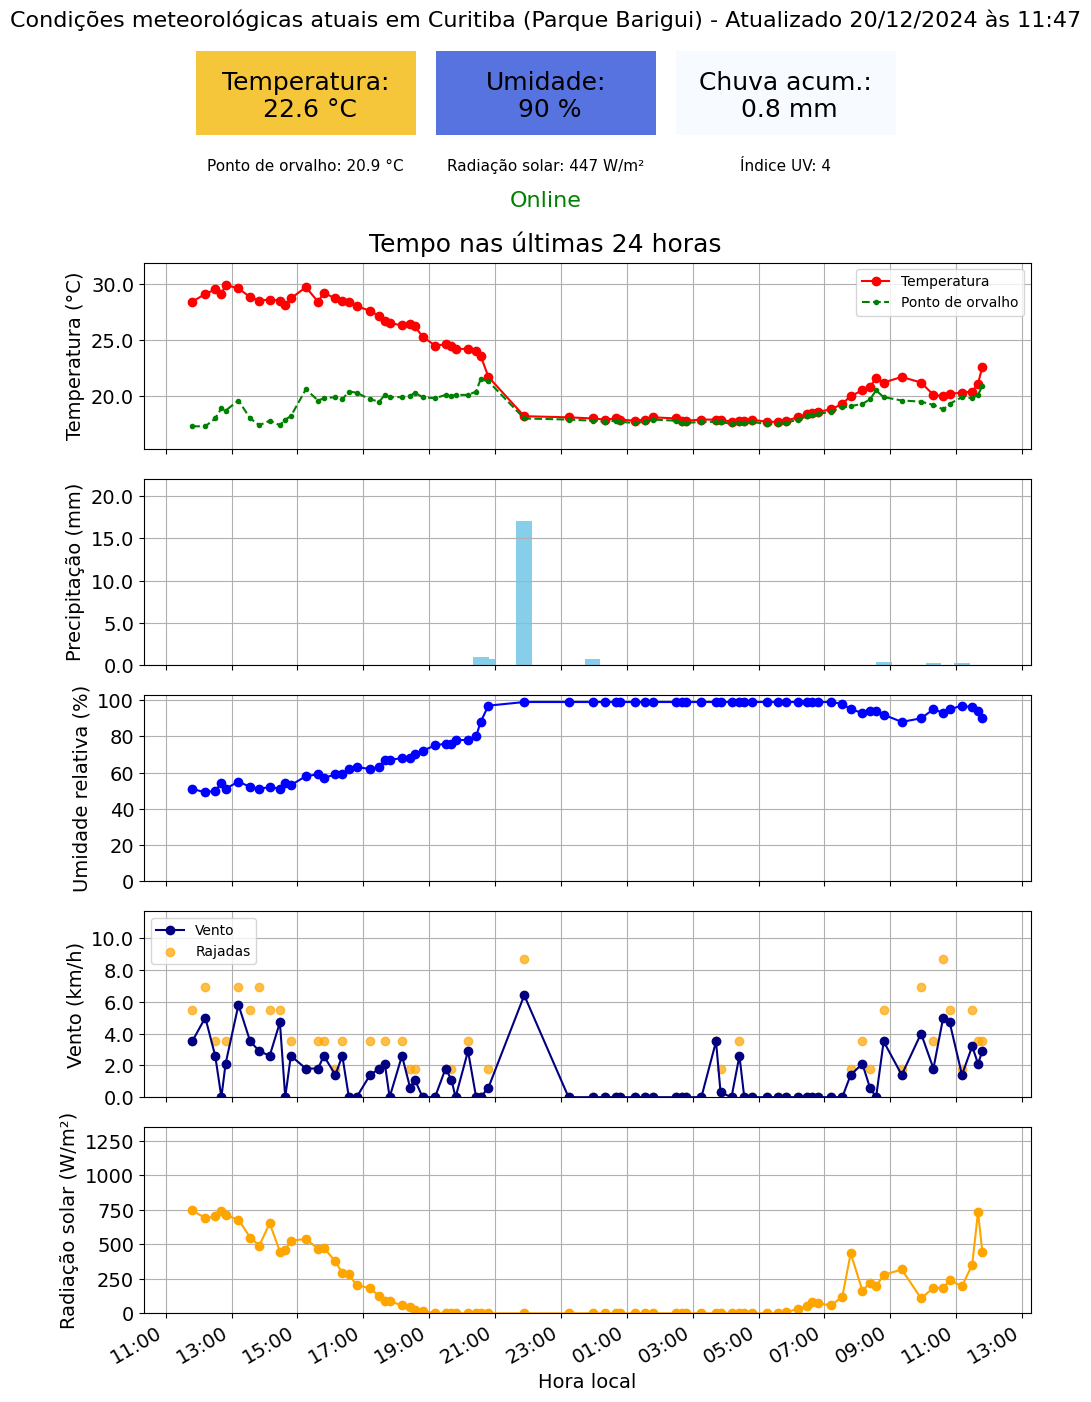 Condições meteorológicas atuais em Curitiba (Parque Barigui) - Atualizado 20/12/2024 às 11:47
Temperatura:
22.6 °C
Umidade:
90 %
Chuva acum.:
0.8 mm
Ponto de orvalho: 20.9 °C
Radiação solar: 447 W/m²
Índice UV: 4
Online
Tempo nas últimas 24 horas
Temperatura (°C)
30.0
25.0
20.0
Temperatura
Ponto de orvalho
Precipitação (mm)
20.0
15.0
10.0
5.0
0.0
Umidade relativa (%)
100
80
60
40
20
0
Vento (km/h)
10.0
8.0
6.0
4.0
2.0
0.0
Vento
Rajadas
Radiação solar (W/m²)
1250
1000
750
500
250
0
11:00
13:00
15:00
17:00
19:00
21:00
23:00
01:00
03:00
05:00
07:00
09:00
11:00
13:00
Hora local